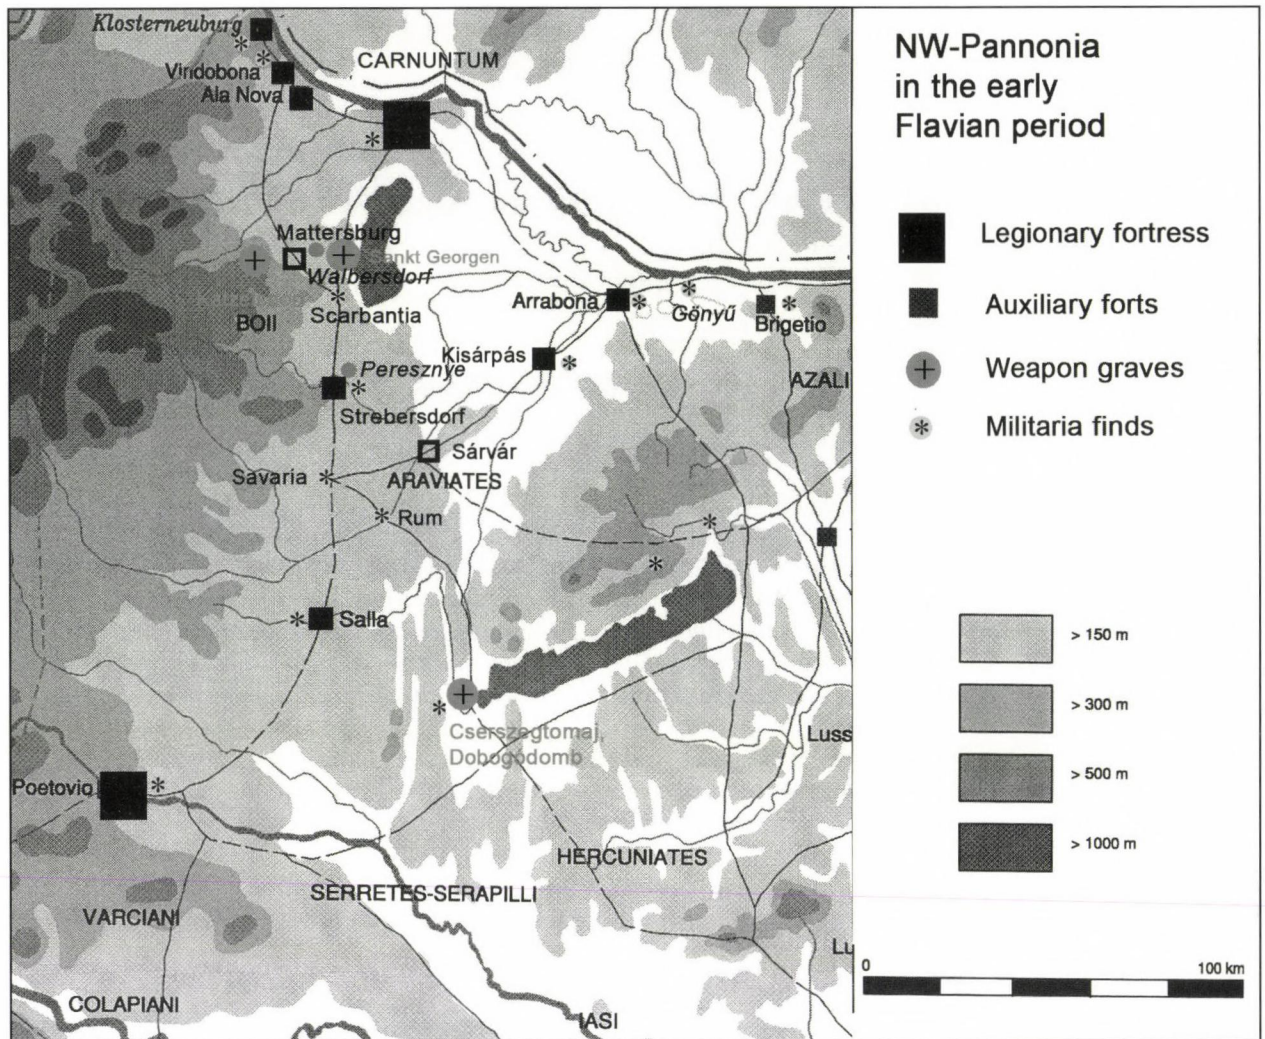 NW-Pannonia
in the early
Flavian period
Legionary fortress
Auxiliary forts
Weapon graves
Militaria finds
> 150 m
> 300 m
> 500 m
> 1000 m
0
100 km
Klosterneuburg
CARNUNTUM
Vindobona
Ala Nova
Mattersburg
Sankt Georgen
Walbersdorf
Scarbantia
BOII
Arrabona
Gönyű
Brigetio
Kisárpás
Peresznye
AZALI
Strebersdorf
Sárvár
Savaria
ARAVIATES
Rum
Salla
Cserszegtomaj,
Dobogódomb
Luss
Poetovio
HERCUNIATES
SERRETES-SERAPILLI
VARCIANI
Lu
COLAPIANI
IASI